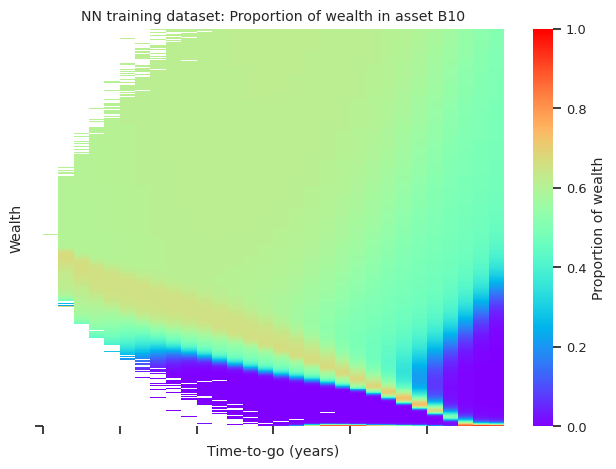 NN training dataset: Proportion of wealth in asset B10
1.0
0.8
0.6
0.4
0.2
0.0
Proportion of wealth
Wealth
Time-to-go (years)